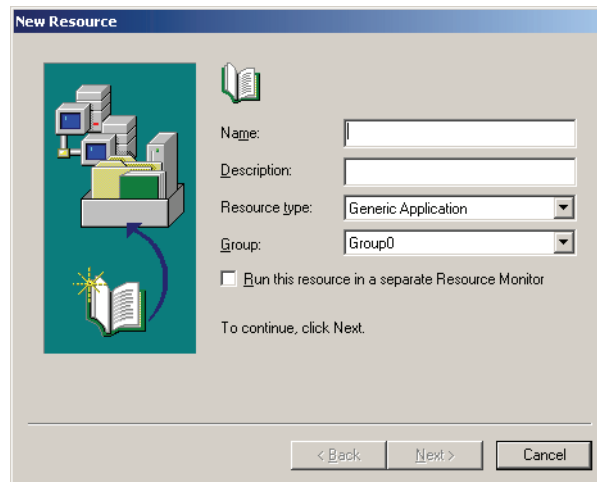 New Resource
Name:
Description:
Resource type: Generic Application
Group: Group0
Run this resource in a separate Resource Monitor
To continue, click Next.
< Back Next > Cancel